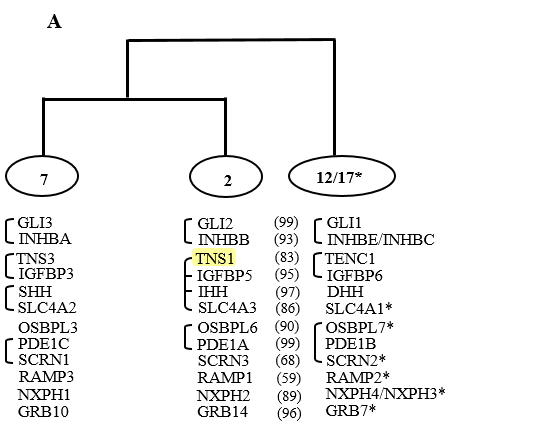 A
7 2 12/17*
GLI3 GLI2 (99) GLI1
INHBA INHBB (93) INHBE/INHBC
TNS3 TNS1 (83) TENC1
IGFBP3 IGFBP5 (95) IGFBP6
SHH IHH (97) DHH
SLC4A2 SLC4A3 (86) SLC4A1*
OSBPL3 OSBPL6 (90) OSBPL7*
PDE1C PDE1A (99) PDE1B
SCRN1 SCRN3 (68) SCRN2*
RAMP3 RAMP1 (59) RAMP2*
NXPH1 NXPH2 (89) NXPH4/NXPH3*
GRB10 GRB14 (96) GRB7*